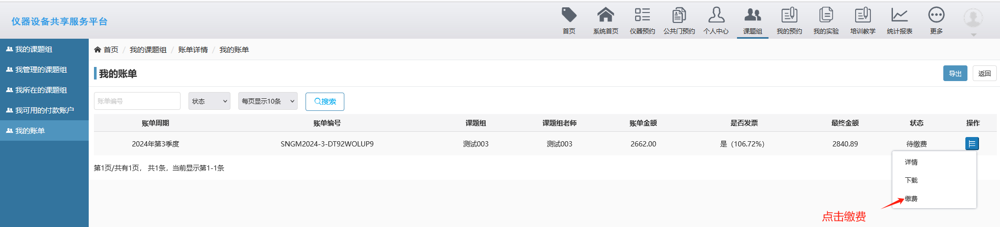 仪器设备共享服务平台
首页 系统首页 仪器预约 公共门预约 个人中心 课题组 我的预约 我的实验 培训教学 统计报表 更多
我的课题组
我管理的课题组
我所在的课题组
我可用的付款账户
我的账单
首页 / 我的课题组 / 账单详情 / 我的账单
我的账单
导出 返回
账单编号 状态 每页显示10条 搜索
账单周期 账单编号 课题组 课题组老师 账单金额 是否发票 最终金额 状态 操作
2024年第3季度 SNGM2024-3-DT92WOLUP9 测试003 测试003 2662.00 是（106.72%） 2840.89 待缴费
第1页/共有1页， 共1条，当前显示第1-1条
详情
下载
缴费
点击缴费